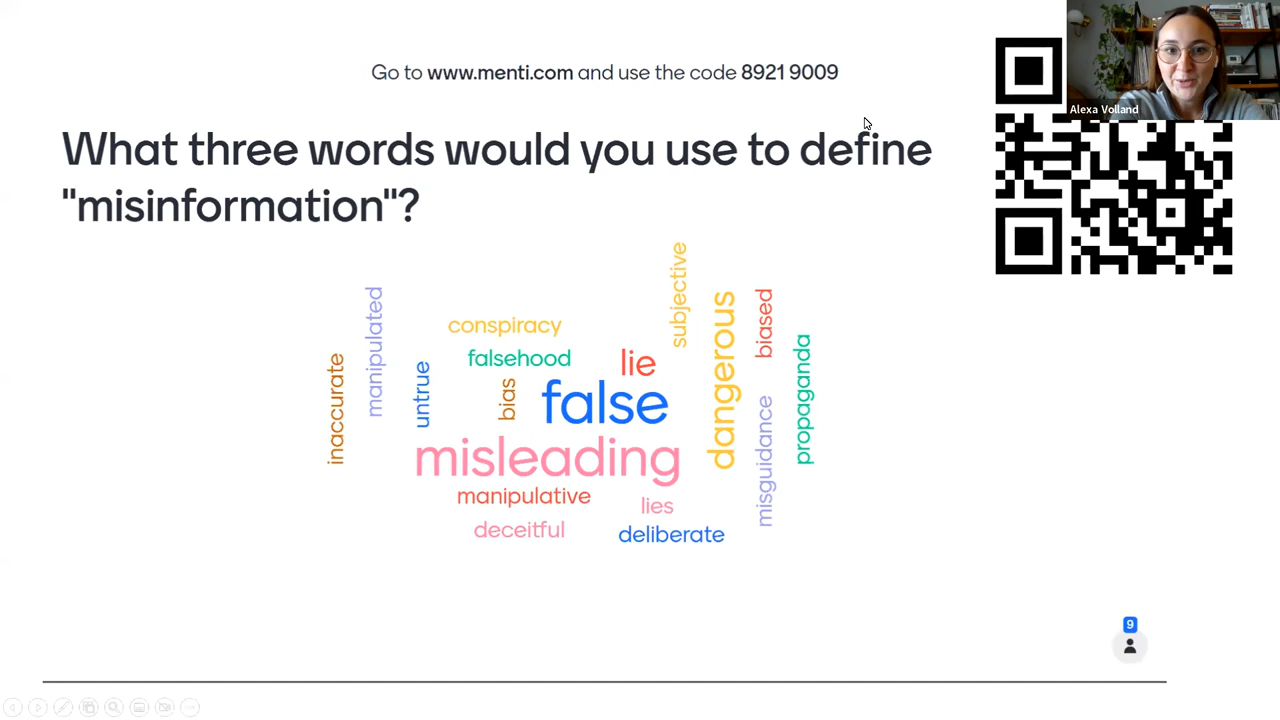 Go to www.menti.com and use the code 8921 9009
Alexa Volland
What three words would you use to define
"misinformation"?
subjective
manipulated
conspiracy
dangerous
biased
inaccurate
untrue
falsehood
lie
propaganda
bias
false
misguidance
misleading
manipulative
lies
deceitful
deliberate
9